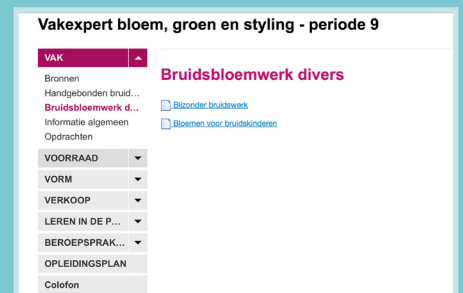 Vakexpert bloem, groen en styling - periode 9
VAK
Bronnen
Handgebonden bruid...
Bruidsbloemwerk d...
Informatie algemeen
Opdrachten
VOORRAAD
VORM
VERKOOP
LEREN IN DE P...
BEROEPSPRAK...
OPLEIDINGSPLAN
Colofon
Bruidsbloemwerk divers
Bijzonder bruidswerk
Bloemen voor bruidskinderen